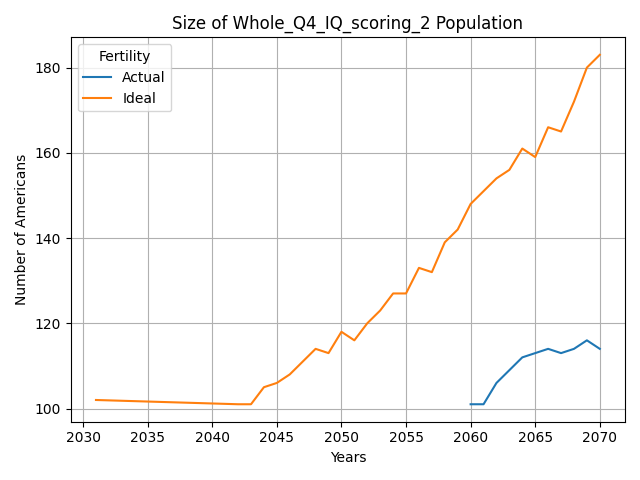 Size of Whole_Q4_IQ_scoring_2 Population
Fertility
Actual
Ideal
Number of Americans
180
160
140
120
100
2030 2035 2040 2045 2050 2055 2060 2065 2070
Years